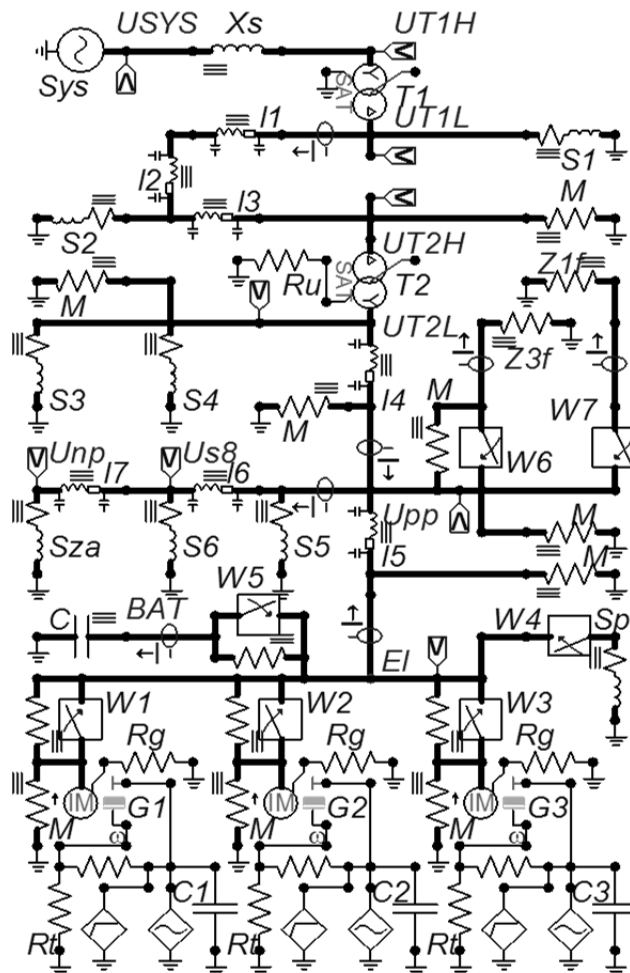 USYS Xs UT1H
Sys
SAT
Y
T1
I1 UT1L
I2
S1
I3 M
S2
UT2H Z1f
M Ru SAT T2
Y
V
UT2L
Z3f
S3 S4
M I4 M W7
W6
V Unp V Us8
I7 I6
Upp M
Sza S6 S5
I5 M
W5
C BAT W4 Sp
El V
W1 W2 W3
Rg Rg Rg
IM G1 IM G2 IM G3
M M M
ω ω ω
C1 C2 C3
Rt Rt Rt